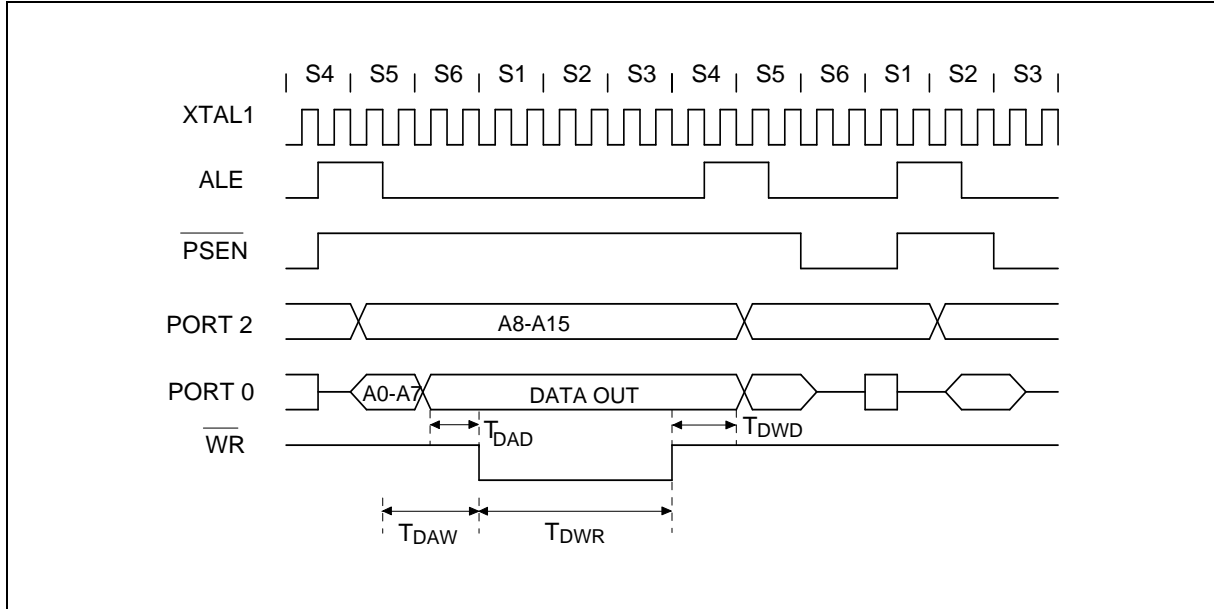 S4 S5 S6 S1 S2 S3 S4 S5 S6 S1 S2 S3
XTAL1
ALE
PSEN
PORT 2 A8-A15
PORT 0 A0-A7 DATA OUT
TDAD TDWD
WR
TDAW TDWR